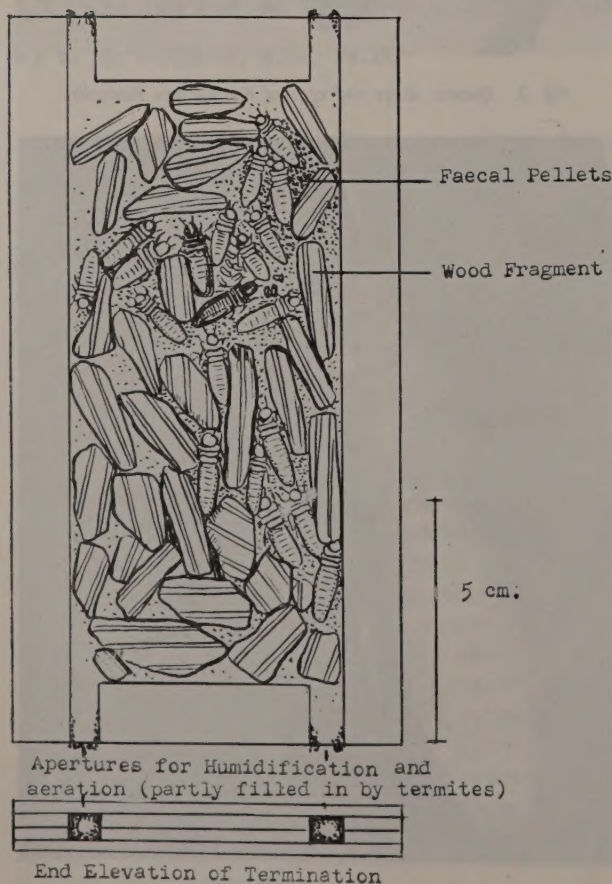 Faecal Pellets
Wood Fragment
5 cm.
Apertures for Humidification and
aeration (partly filled in by termites)
End Elevation of Termination